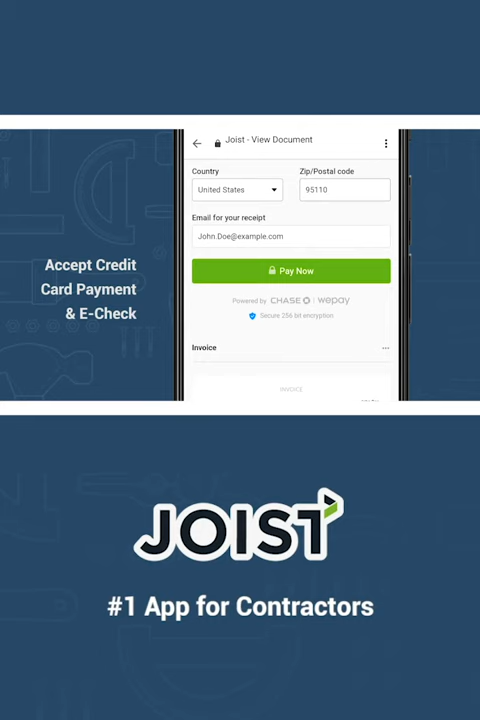 Joist - View Document
Country
Zip/Postal code
United States
95110
Email for your receipt
John.Doe@example.com
Pay Now
Powered by CHASE | wepay
Secure 256 bit encryption
Invoice
INVOICE
Accept Credit
Card Payment
& E-Check
JOIST
#1 App for Contractors